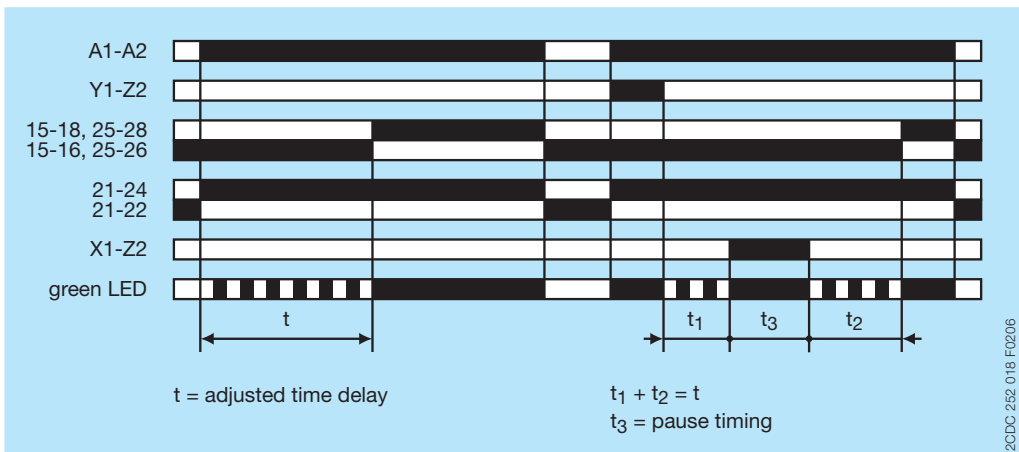 A1-A2
Y1-Z2
15-18, 25-28
15-16, 25-26
21-24
21-22
X1-Z2
green LED
t
t1
t3
t2
t = adjusted time delay
t1 + t2 = t
t3 = pause timing
2CDC 252 018 F0206